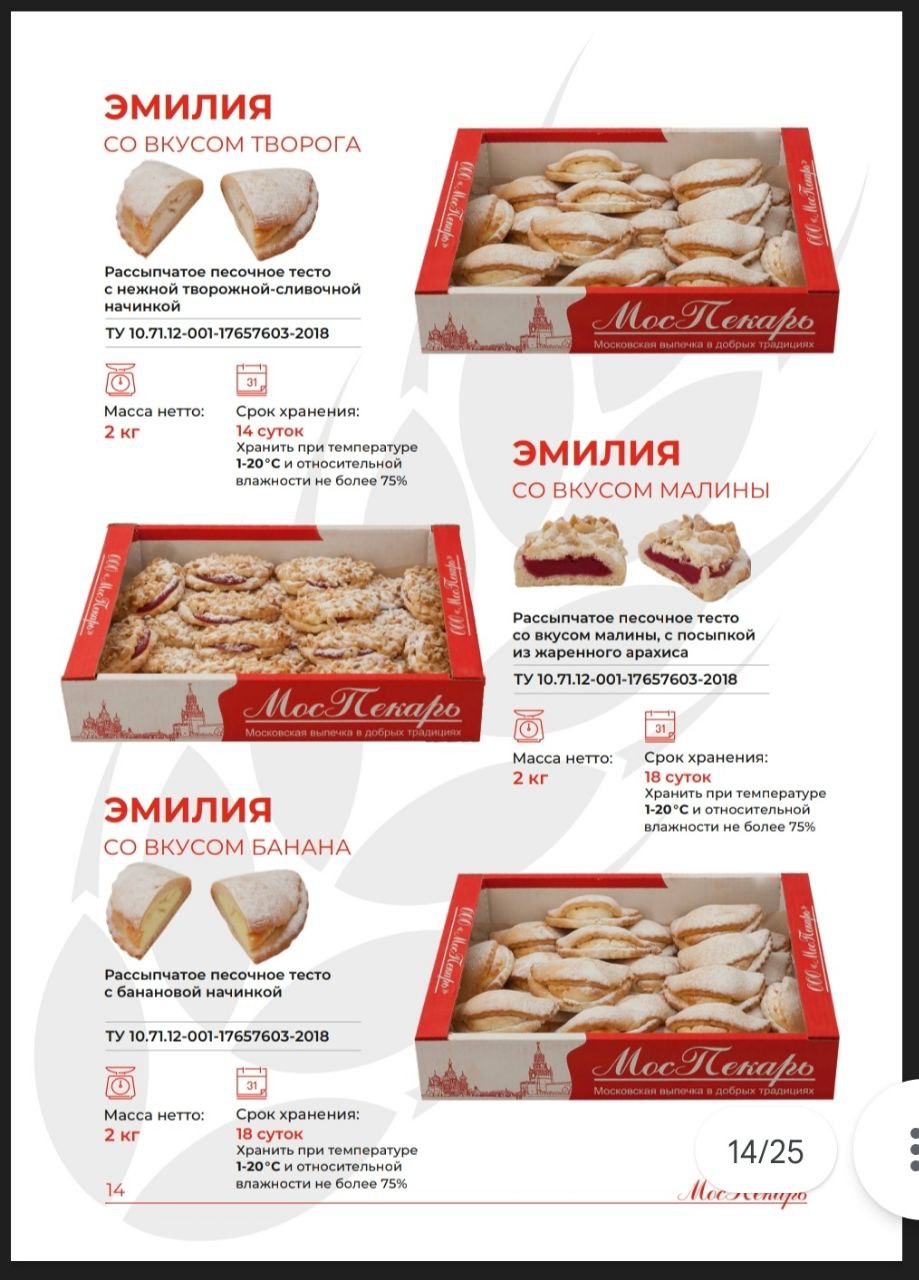 ЭМИЛИЯ
СО ВКУСОМ ТВОРОГА
Рассыпчатое песочное тесто
с нежной творожной-сливочной
начинкой
ТУ 10.71.12-001-17657603-2018
31
Масса нетто:
2 кг
Срок хранения:
14 суток
Хранить при температуре
1-20°С и относительной
влажности не более 75%
ООО «МосПекарь»
ООО «МосПекарь»
МосПекарь
Московская выпечка в добрых традициях
ЭМИЛИЯ
СО ВКУСОМ МАЛИНЫ
Рассыпчатое песочное тесто
со вкусом малины, с посыпкой
из жаренного арахиса
ТУ 10.71.12-001-17657603-2018
31
Масса нетто:
2 кг
Срок хранения:
18 суток
Хранить при температуре
1-20°С и относительной
влажности не более 75%
ООО «МосПекарь»
ООО «МосПекарь»
МосПекарь
Московская выпечка в добрых традициях
ЭМИЛИЯ
СО ВКУСОМ БАНАНА
Рассыпчатое песочное тесто
с банановой начинкой
ТУ 10.71.12-001-17657603-2018
31
Масса нетто:
2 кг
Срок хранения:
18 суток
Хранить при температуре
1-20°С и относительной
влажности не более 75%
ООО «МосПекарь»
ООО «МосПекарь»
МосПекарь
Московская выпечка в добрых традициях
14/25
14
МосПекарь